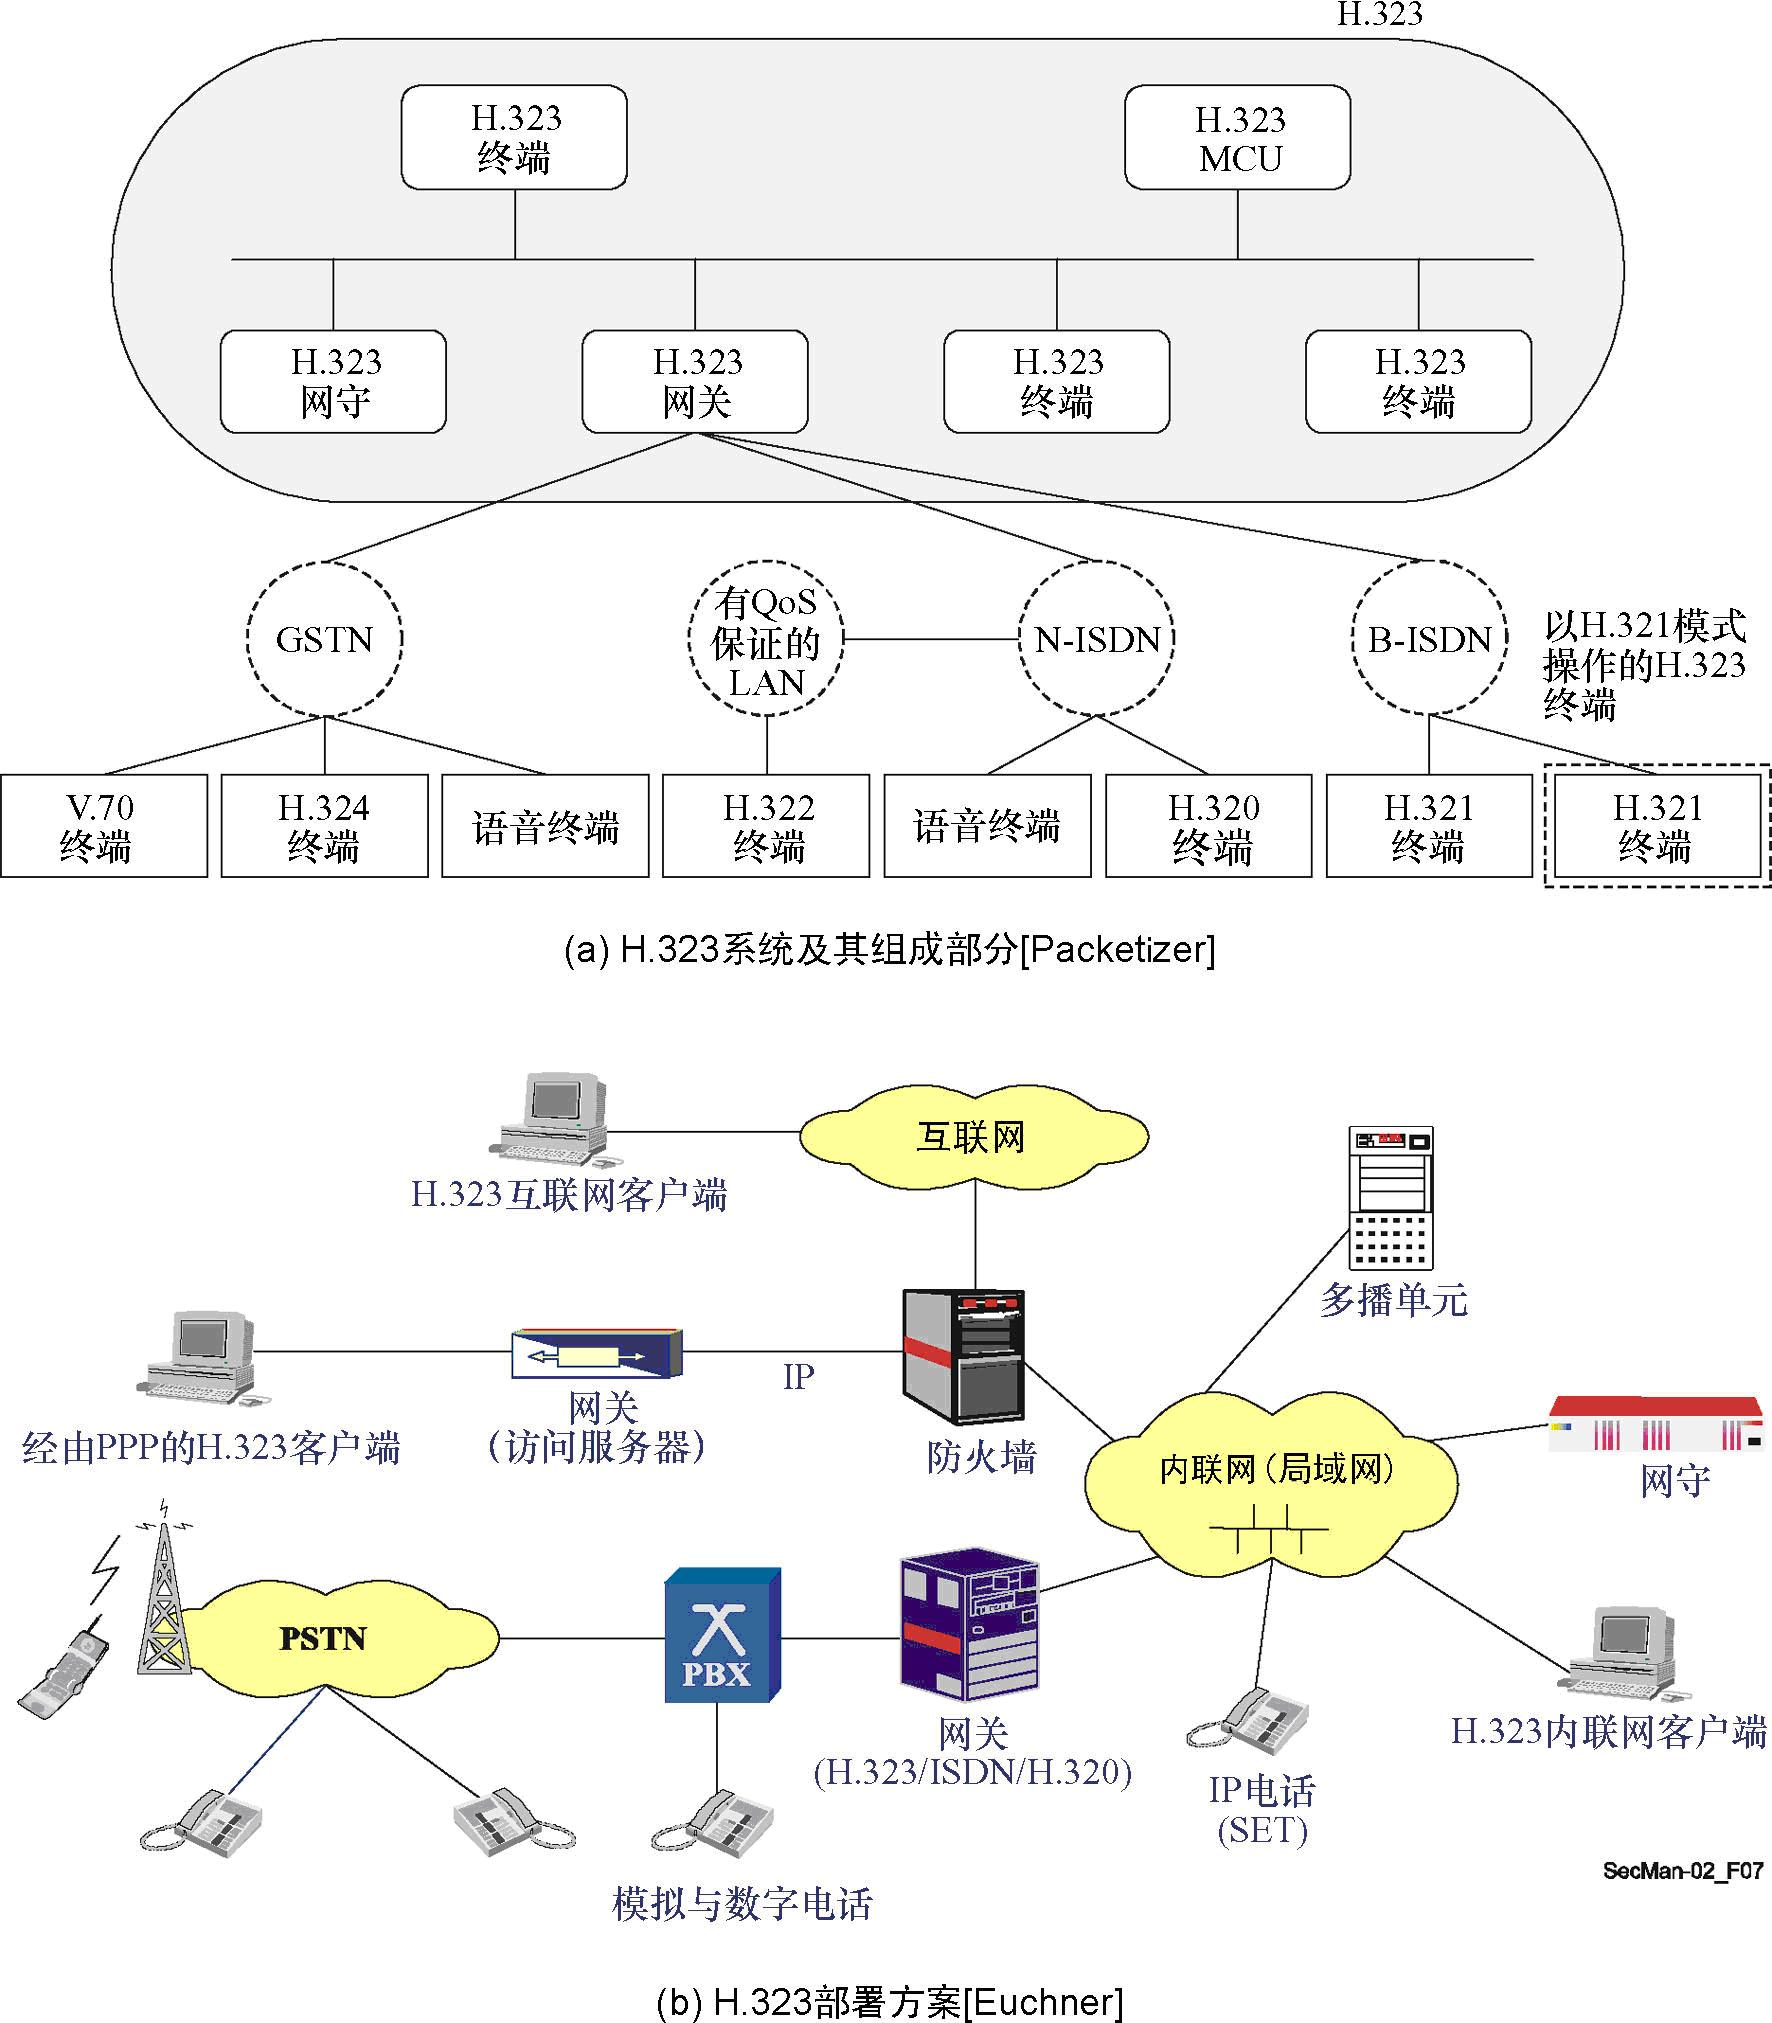 H.323
H.323
终端
H.323
MCU
H.323
网守
H.323
网关
H.323
终端
H.323
终端
GSTN
有QoS
保证的
LAN
N-ISDN
B-ISDN
以H.321模式
操作的H.323
终端
V.70
终端
H.324
终端
语音终端
H.322
终端
语音终端
H.320
终端
H.321
终端
H.321
终端
(a) H.323系统及其组成部分[Packetizer]
互联网
H.323互联网客户端
多播单元
IP
网关
（访问服务器）
经由PPP的H.323客户端
防火墙
内联网(局域网)
网守
PSTN
PBX
网关
(H.323/ISDN/H.320)
H.323内联网客户端
IP电话
(SET)
模拟与数字电话
SecMan-02_F07
(b) H.323部署方案[Euchner]